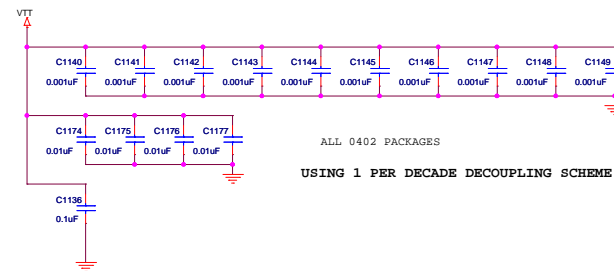 VTT
C1140 C1141 C1142 C1143 C1144 C1145 C1146 C1147 C1148 C1149
0.001uF 0.001uF 0.001uF 0.001uF 0.001uF 0.001uF 0.001uF 0.001uF 0.001uF 0.001uF
C1174 C1175 C1176 C1177
0.01uF 0.01uF 0.01uF 0.01uF
ALL 0402 PACKAGES
USING 1 PER DECADE DECOUPLING SCHEME
C1136
0.1uF